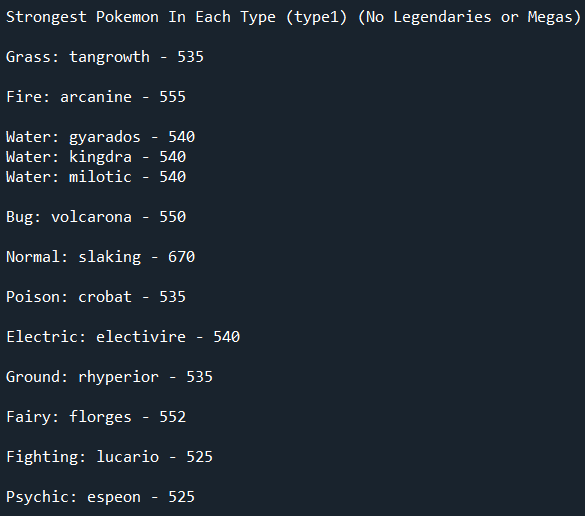 Strongest Pokemon In Each Type (type1) (No Legendaries or Megas)
Grass: tangrowth - 535
Fire: arcanine - 555
Water: gyarados - 540
Water: kingdra - 540
Water: milotic - 540
Bug: volcarona - 550
Normal: slaking - 670
Poison: crobat - 535
Electric: electivire - 540
Ground: rhyperior - 535
Fairy: florges - 552
Fighting: lucario - 525
Psychic: espeon - 525